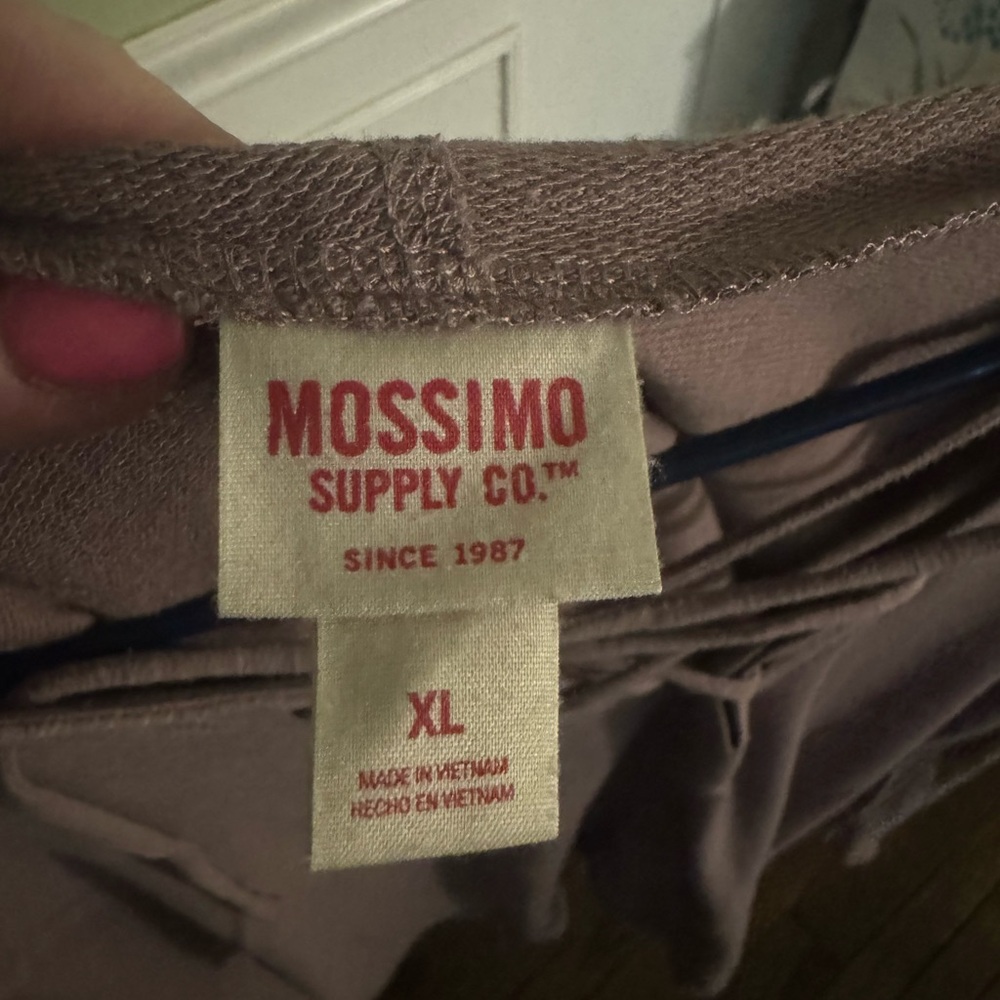 MOSSIMO
SUPPLY CO.™
SINCE 1987
XL
MADE IN VIETNAM
HECHO EN VIETNAM